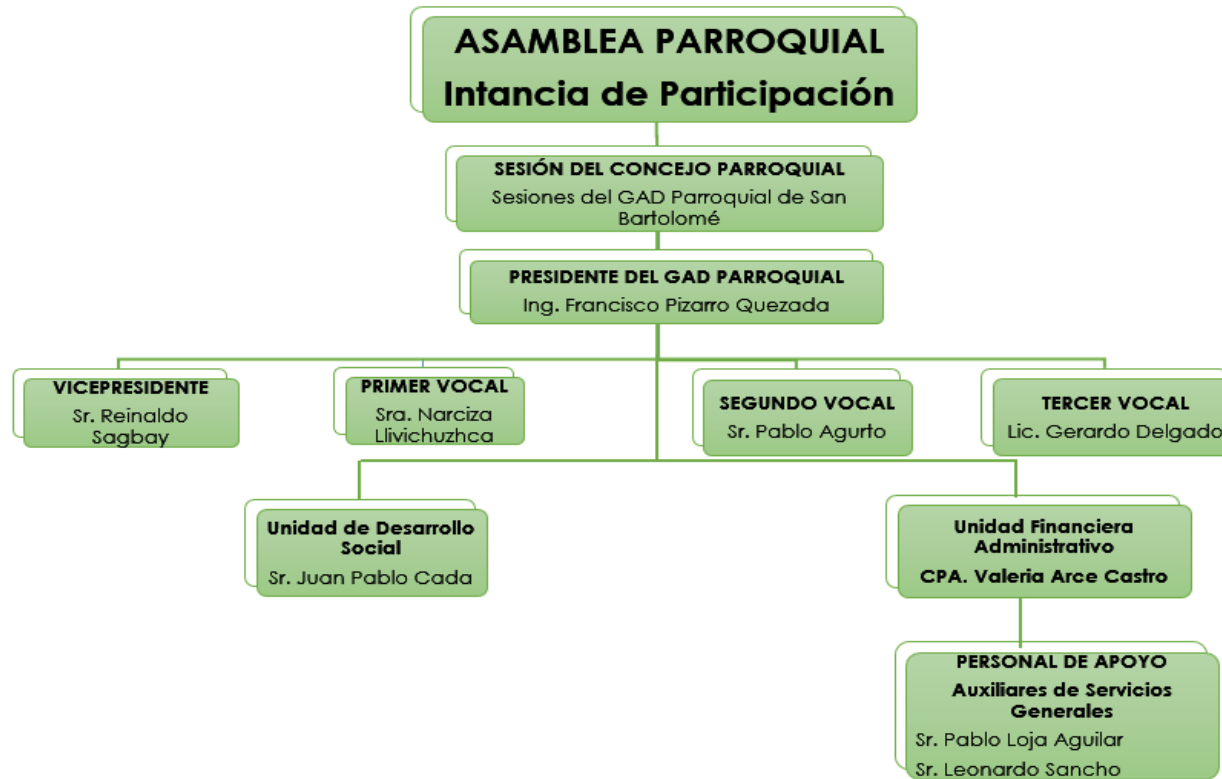 ASAMBLEA PARROQUIAL
Intancia de Participación
SESIÓN DEL CONCEJO PARROQUIAL
Sesiones del GAD Parroquial de San
Bartolomé
PRESIDENTE DEL GAD PARROQUIAL
Ing. Francisco Pizarro Quezada
VICEPRESIDENTE
Sr. Reinaldo
Sagbay
PRIMER VOCAL
Sra. Narciza
Llivichuzhca
SEGUNDO VOCAL
Sr. Pablo Agurto
TERCER VOCAL
Lic. Gerardo Delgado
Unidad de Desarrollo
Social
Sr. Juan Pablo Cada
Unidad Financiera
Administrativo
CPA. Valeria Arce Castro
PERSONAL DE APOYO
Auxiliares de Servicios
Generales
Sr. Pablo Loja Aguilar
Sr. Leonardo Sancho